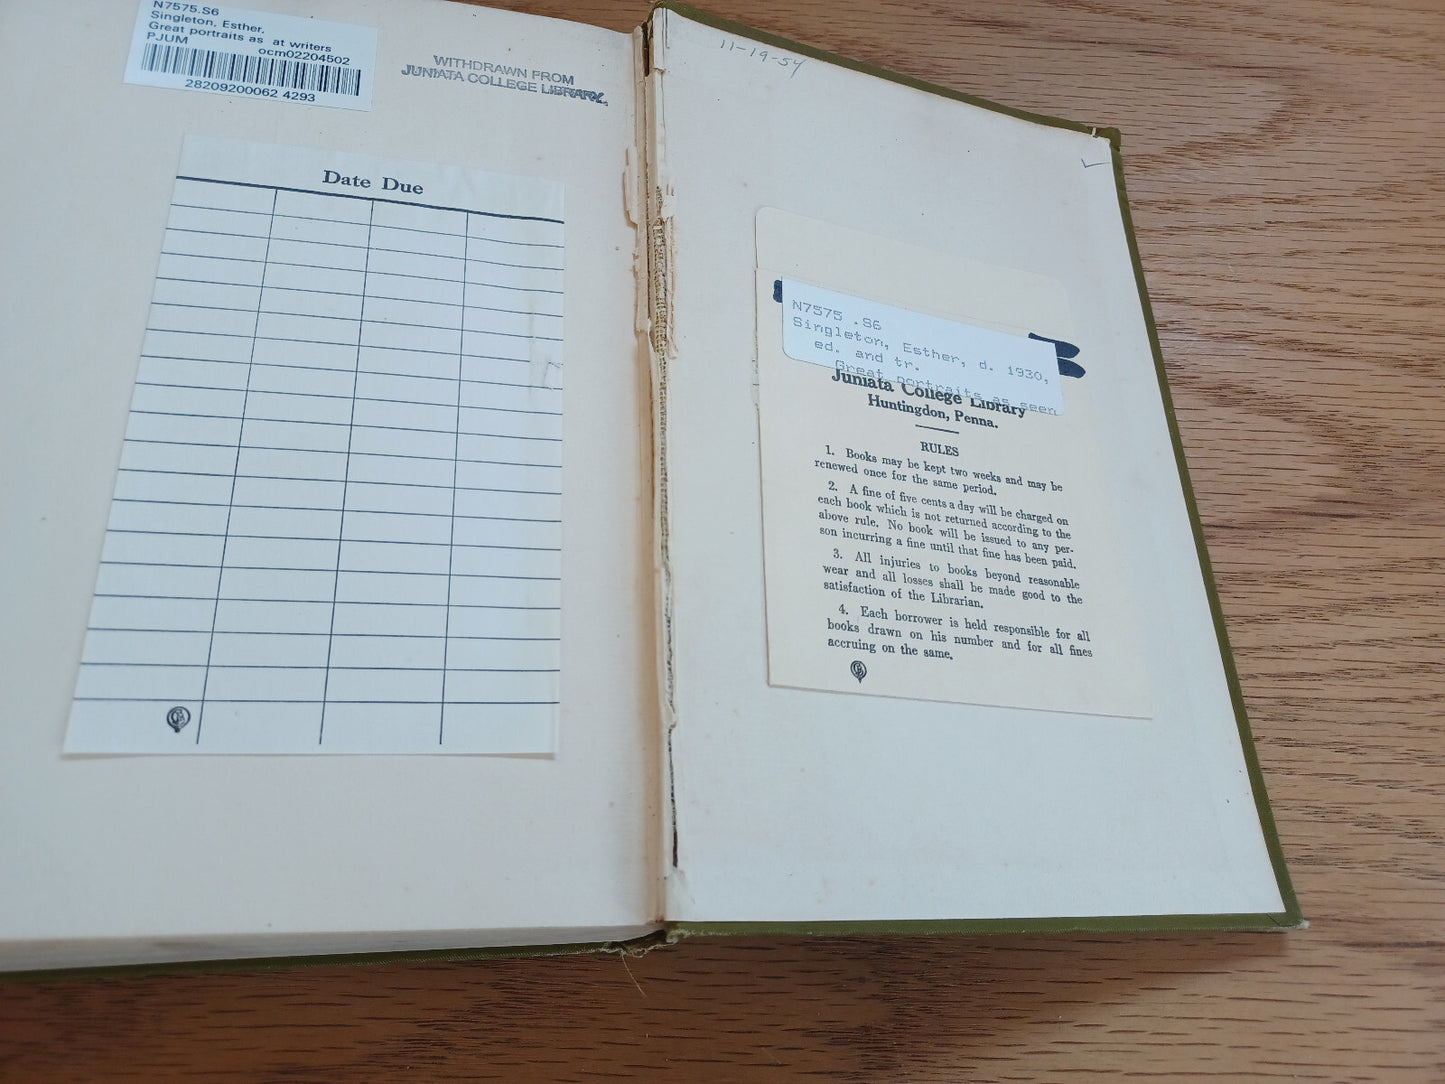 N7575.S6
Singleton, Esther,
Great portraits as at writers
PJUM ocm02204502
28209200062 4293
WITHDRAWN FROM
JUNIATA COLLEGE LIBRARY
Date Due
11-19-54
N7575 .S6
Singleton, Esther, d. 1930,
ed. and tr.
Great portraits as seen
Juniata College Library
Huntingdon, Penna.
RULES
1. Books may be kept two weeks and may be
renewed once for the same period.
2. A fine of five cents a day will be charged on
each book which is not returned according to the
above rule. No book will be issued to any per-
son incurring a fine until that fine has been paid.
3. All injuries to books beyond reasonable
wear and all losses shall be made good to the
satisfaction of the Librarian.
4. Each borrower is held responsible for all
books drawn on his number and for all fines
accruing on the same.